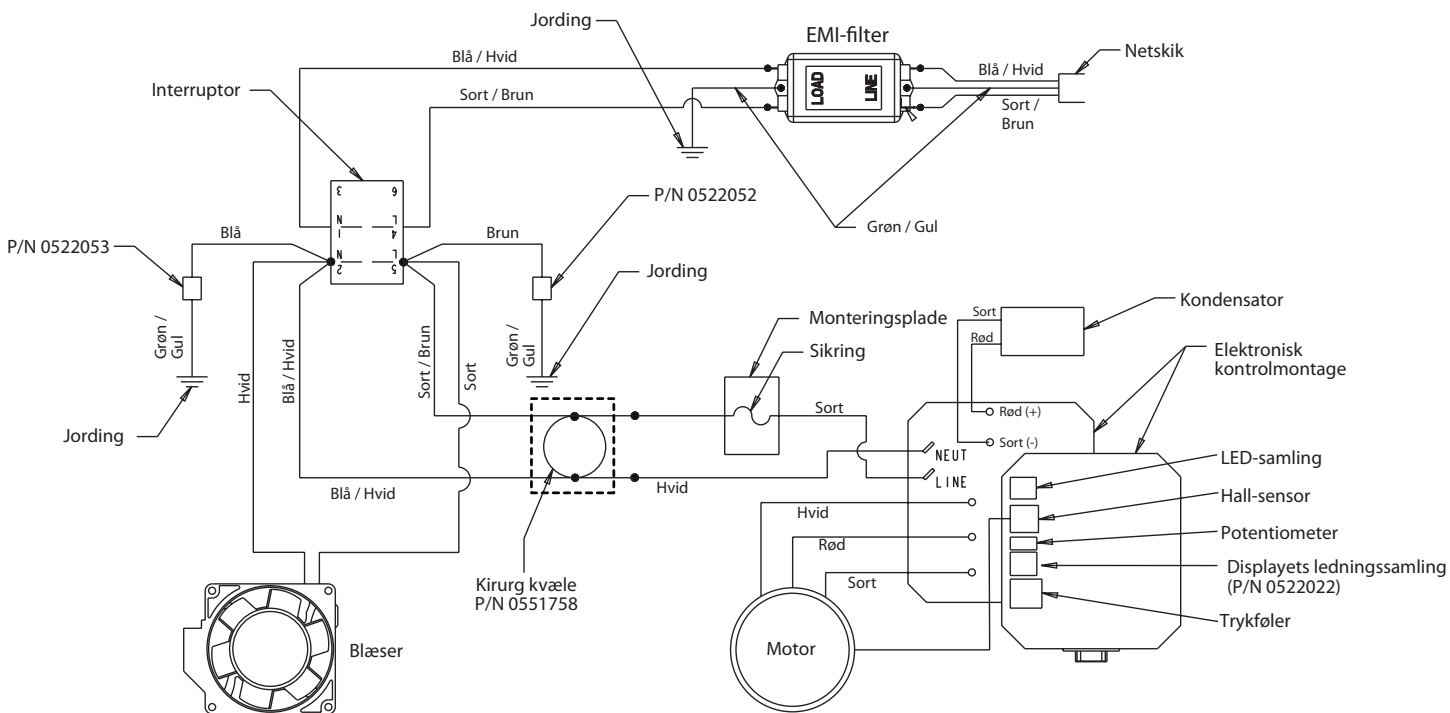 Jording
EMI-filter
Netskik
Blå / Hvid
Blå / Hvid
Interruptor
Sort / Brun
LOAD
LINE
Sort /
Brun
Jording
3
6
P/N 0522052
N
L
1
4
Grøn / Gul
Blå
Brun
P/N 0522053
N
L
2
5
Jording
Kondensator
Sort
Rød
Monteringsplade
Sikring
Grøn /
Gul
Grøn /
Gul
Elektronisk
kontrolmontage
Hvid
Blå / Hvid
Sort / Brun
Sort
Sort
Rød (+)
Jording
Sort (-)
NEUT
LED-samling
LINE
Blå / Hvid
Hvid
Hall-sensor
Hvid
Potentiometer
Rød
Displayets ledningssamling
(P/N 0522022)
Kirurg kvæle
P/N 0551758
Sort
Trykføler
Blæser
Motor